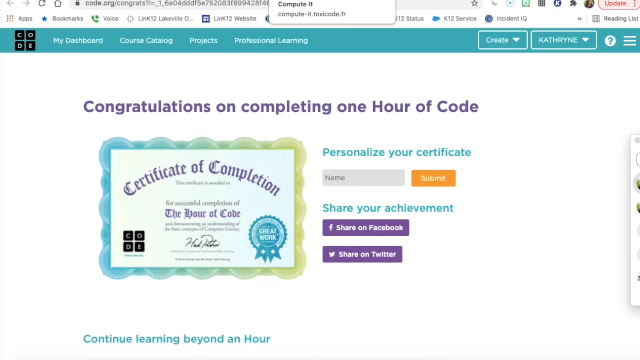 Compute It
compute-it.toxicode.fr
code.org/congrats?i=_1_6e04dddf5e752083f899428f46
Update
Apps
LinK12 Lakeville O...
LinK12 Website
Status
K12 Service
Incident IQ
Reading List
CODE
My Dashboard
Course Catalog
Projects
Professional Learning
Create
KATHRYNE
Congratulations on completing one Hour of Code
Certificate of Completion
This certificate is awarded to
for successful completion of
The Hour of Code
and demonstrating an understanding of
the basic concepts of Computer Science.
GREAT
WORK
CODE
Personalize your certificate
Name
Submit
Share your achievement
Share on Facebook
Share on Twitter
Continue learning beyond an Hour